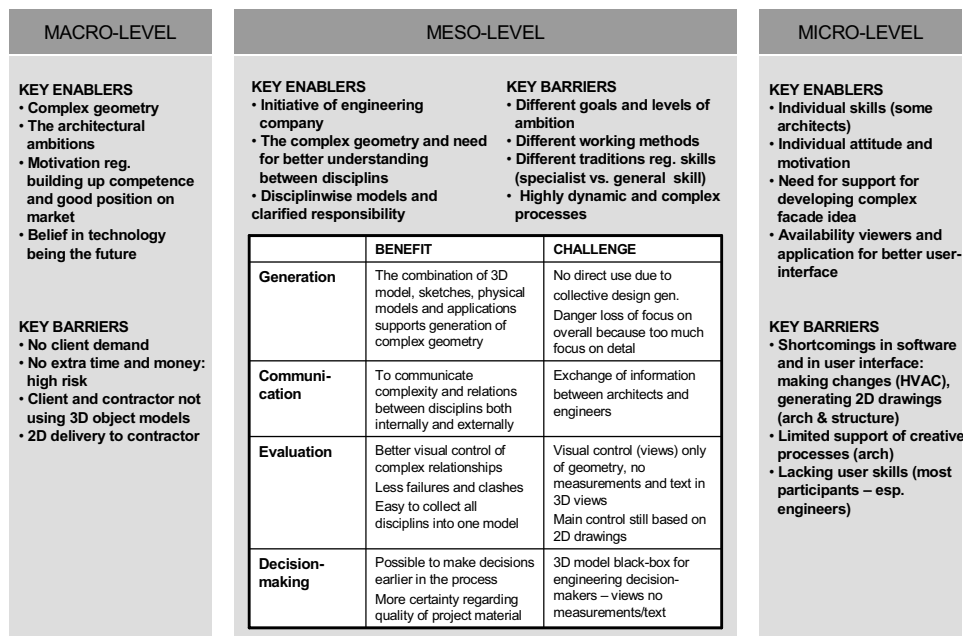 MACRO-LEVEL
KEY ENABLERS
• Complex geometry
• The architectural
ambitions
• Motivation reg.
building up competence
and good position on
market
• Belief in technology
being the future
KEY BARRIERS
• No client demand
• No extra time and money:
high risk
• Client and contractor not
using 3D object models
• 2D delivery to contractor
MESO-LEVEL
KEY ENABLERS
• Initiative of engineering
company
• The complex geometry and need
for better understanding
between disciplins
• Disciplinwise models and
clarified responsibility
KEY BARRIERS
• Different goals and levels of
ambition
• Different working methods
• Different traditions reg. skills
(specialist vs. general skill)
• Highly dynamic and complex
processes
BENEFIT
CHALLENGE
Generation
The combination of 3D
model, sketches, physical
models and applications
supports generation of
complex geometry
No direct use due to
collective design gen.
Danger loss of focus on
overall because too much
focus on detal
Communi-
cation
To communicate
complexity and relations
between disciplins both
internally and externally
Exchange of information
between architects and
engineers
Evaluation
Better visual control of
complex relationships
Less failures and clashes
Easy to collect all
disciplins into one model
Visual control (views) only
of geometry, no
measurements and text in
3D views
Main control still based on
2D drawings
Decision-
making
Possible to make decisions
earlier in the process
More certainty regarding
quality of project material
3D model black-box for
engineering decision-
makers – views no
measurements/text
MICRO-LEVEL
KEY ENABLERS
• Individual skills (some
architects)
• Individual attitude and
motivation
• Need for support for
developing complex
facade idea
• Availability viewers and
application for better user-
interface
KEY BARRIERS
• Shortcomings in software
and in user interface:
making changes (HVAC),
generating 2D drawings
(arch & structure)
• Limited support of creative
processes (arch)
• Lacking user skills (most
participants – esp.
engineers)